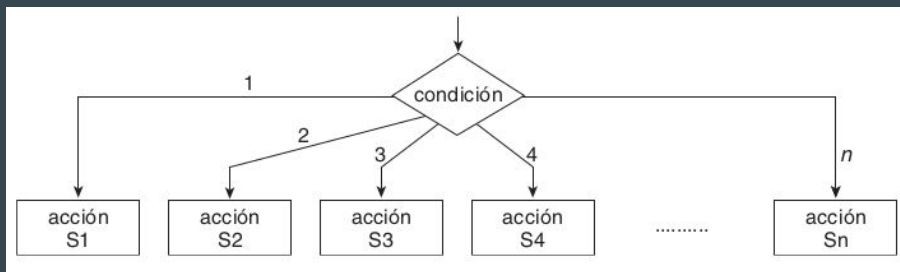 condición
1
2
3
4
n
acción
S1
acción
S2
acción
S3
acción
S4
..........
acción
Sn